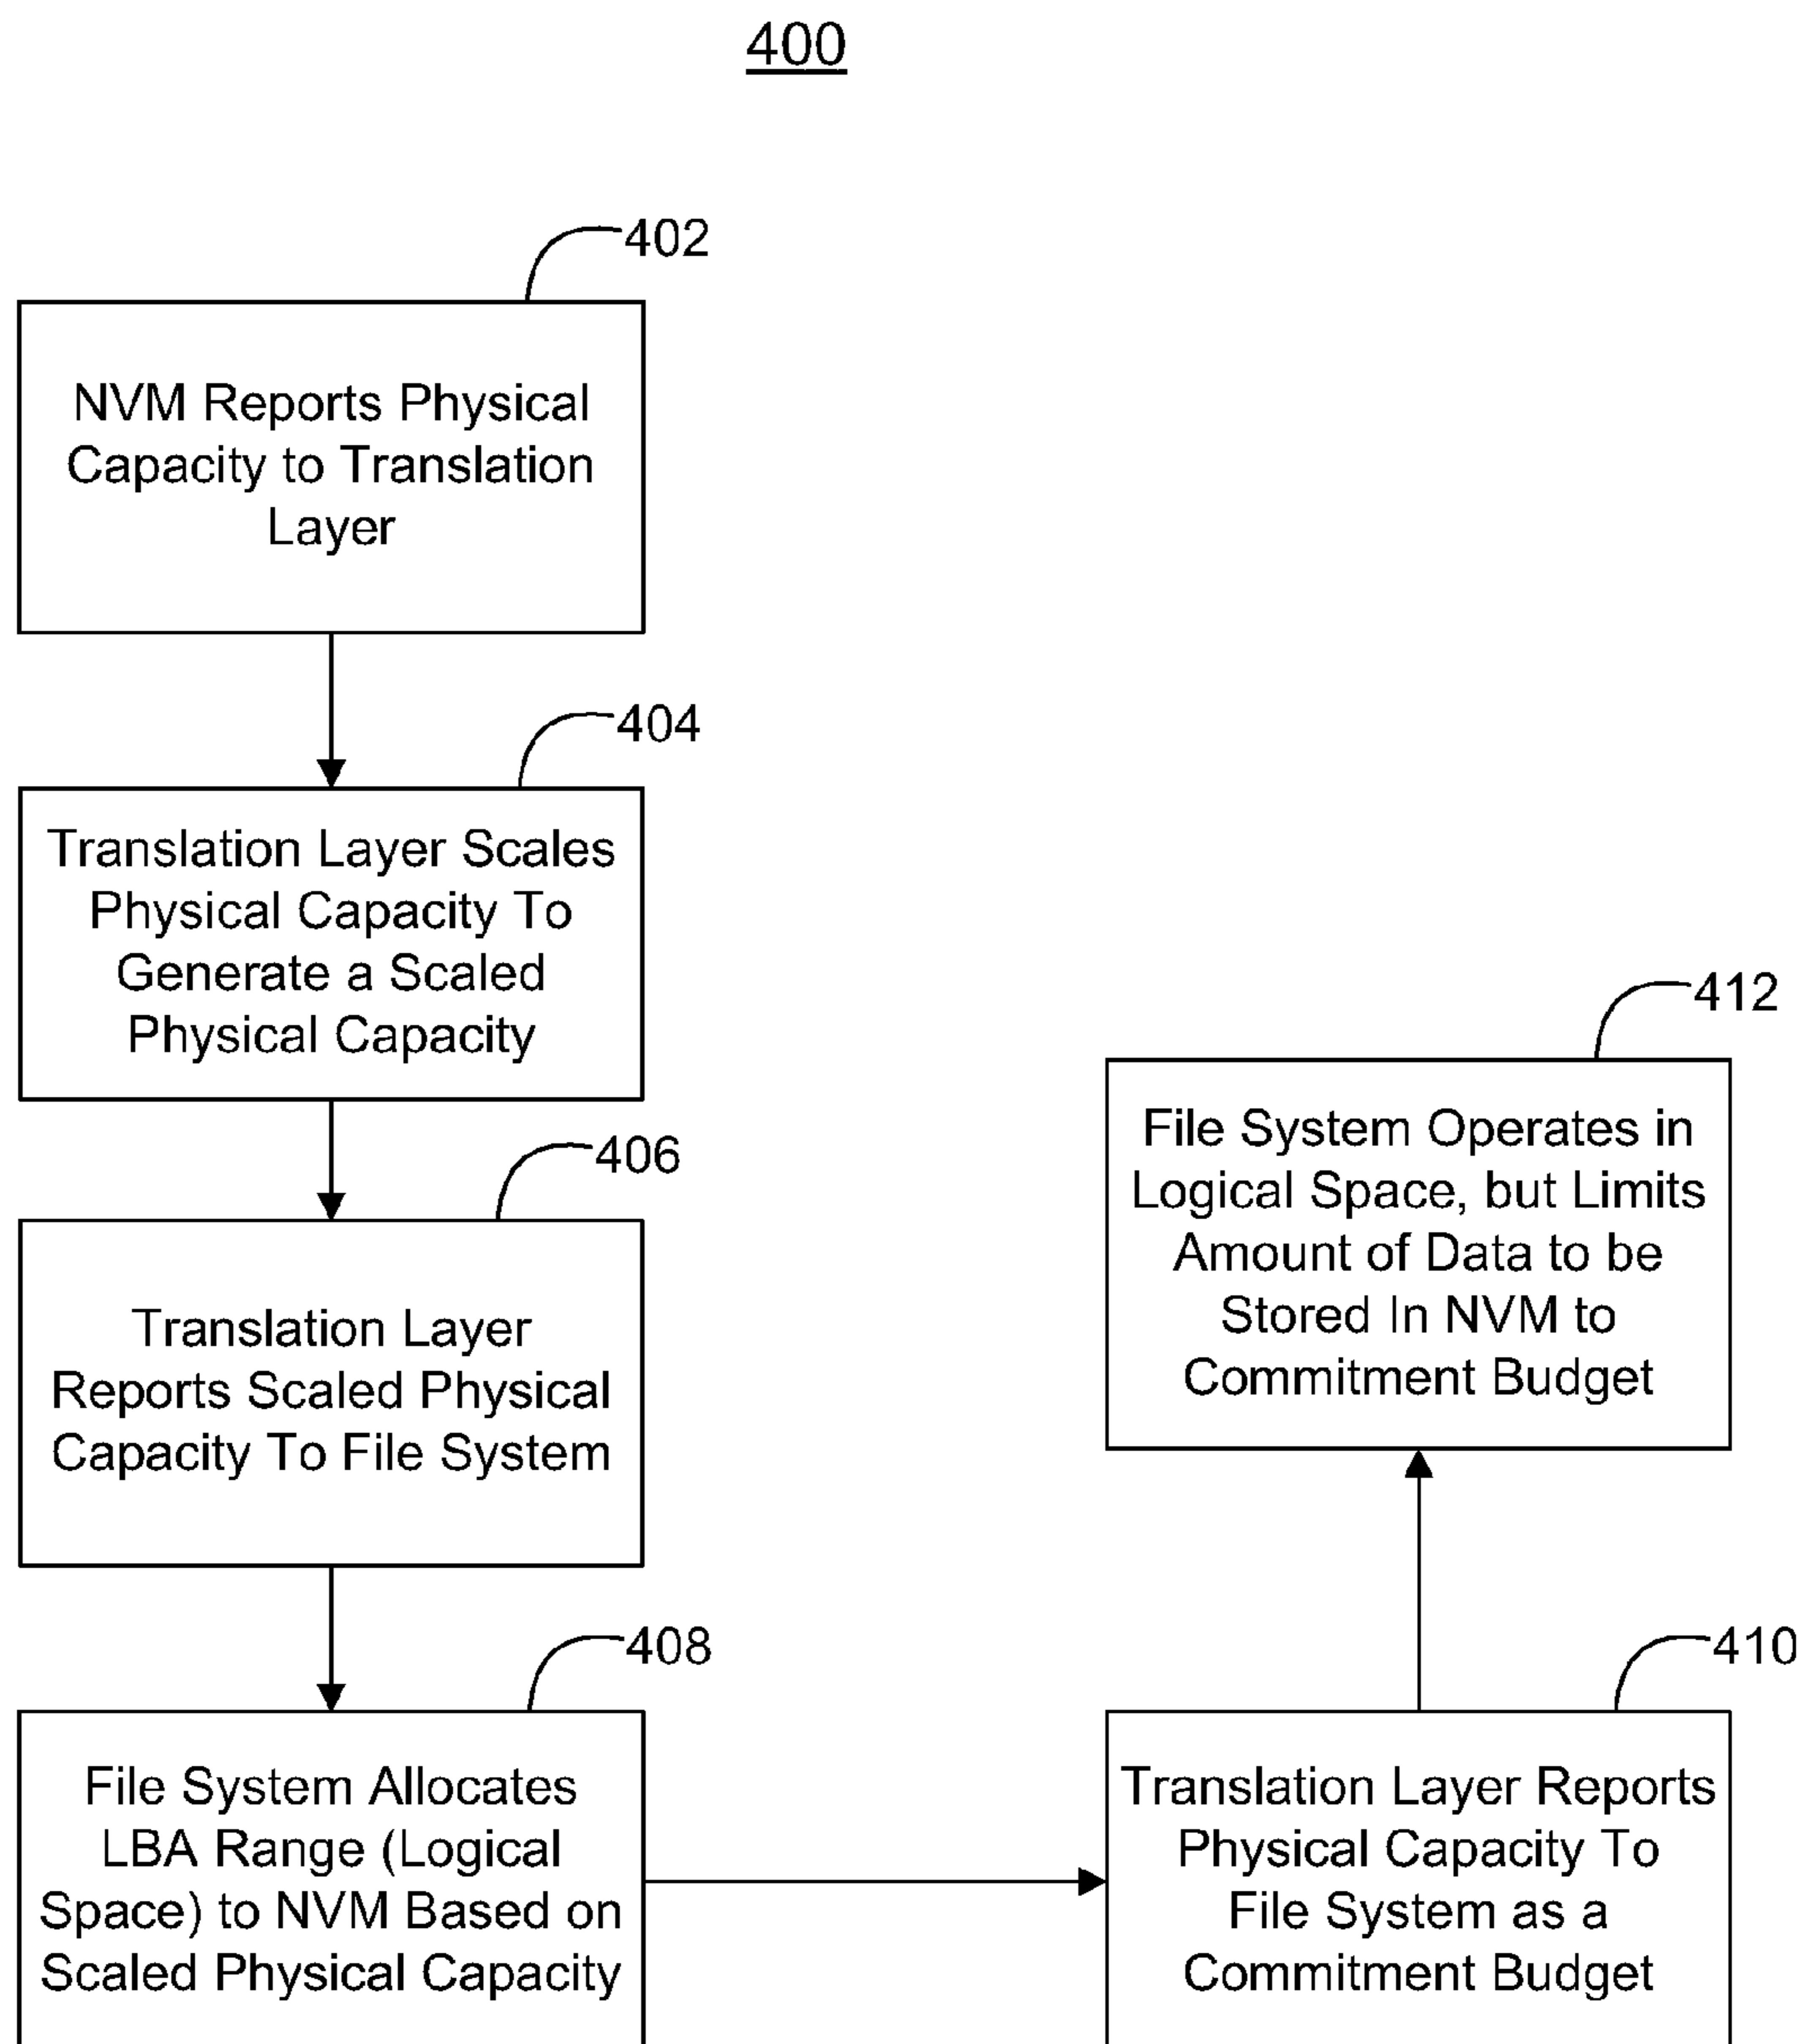 400
402
NVM Reports Physical
Capacity to Translation
Layer
404
Translation Layer Scales
Physical Capacity To
Generate a Scaled
Physical Capacity
406
Translation Layer
Reports Scaled Physical
Capacity To File System
408
File System Allocates
LBA Range (Logical
Space) to NVM Based on
Scaled Physical Capacity
410
Translation Layer Reports
Physical Capacity To
File System as a
Commitment Budget
412
File System Operates in
Logical Space, but Limits
Amount of Data to be
Stored In NVM to
Commitment Budget